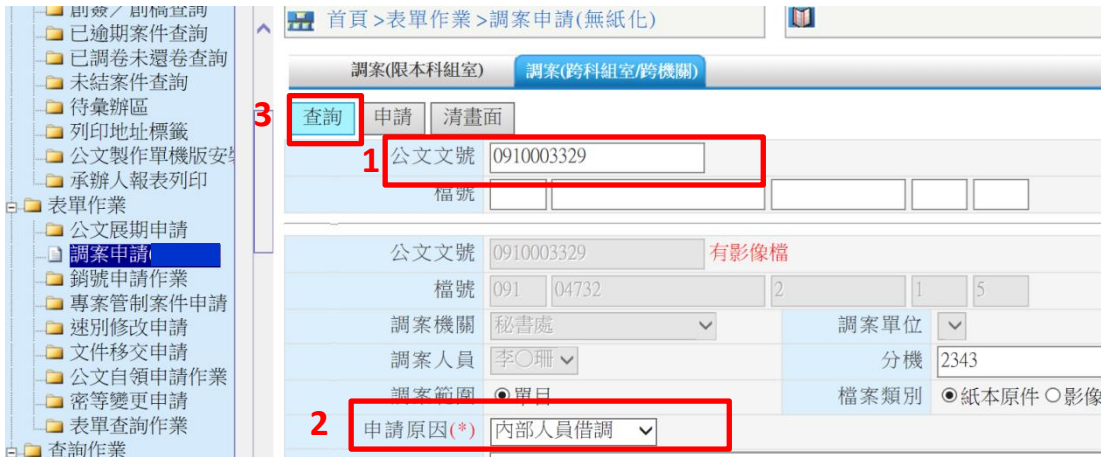 創簽/創稿查詢
已逾期案件查詢
已調卷未還卷查詢
未結案件查詢
待彙辦區
列印地址標籤
公文製作單機版安
承辦人報表列印
表單作業
公文展期申請
調案申請(
銷號申請作業
專案管制案件申請
速別修改申請
文件移交申請
公文自領申請作業
密等變更申請
表單查詢作業
查詢作業
首頁>表單作業>調案申請(無紙化)
調案(限本科組室) 調案(跨科組室/跨機關)
3 查詢 申請 清畫面
1 公文文號 0910003329
檔號
公文文號 0910003329 有影像檔
檔號 091 04732 2 1 5
調案機關 秘書處 調案單位
調案人員 李○珊 分機 2343
調案範圍 單目 檔案類別 紙本原件 影像
2 申請原因(*) 內部人員借調